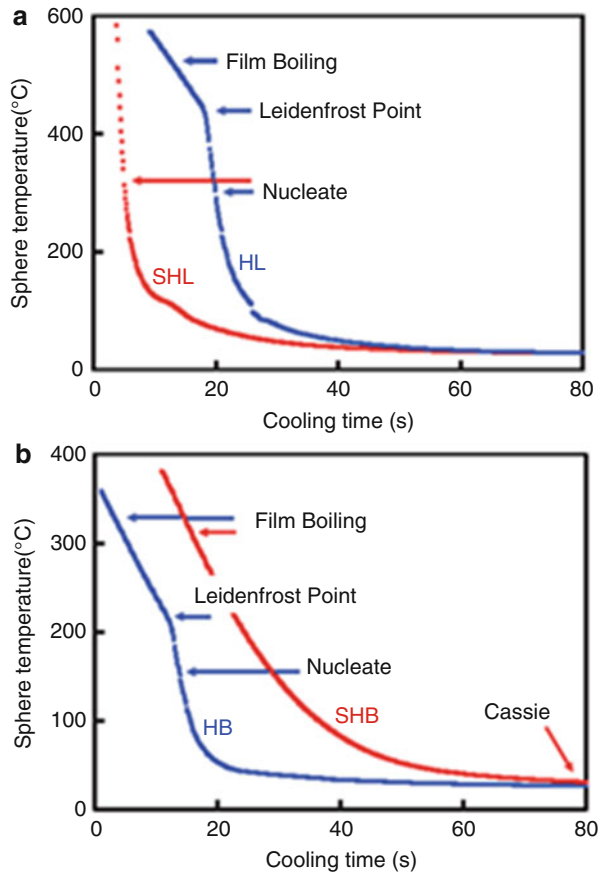 a
600
400
200
0
Sphere temperature(°C)
Film Boiling
Leidenfrost Point
Nucleate
SHL
HL
0 20 40 60 80
Cooling time (s)
b
400
300
200
100
0
Sphere temperature(°C)
Film Boiling
Leidenfrost Point
Nucleate
HB
SHB
Cassie
0 20 40 60 80
Cooling time (s)